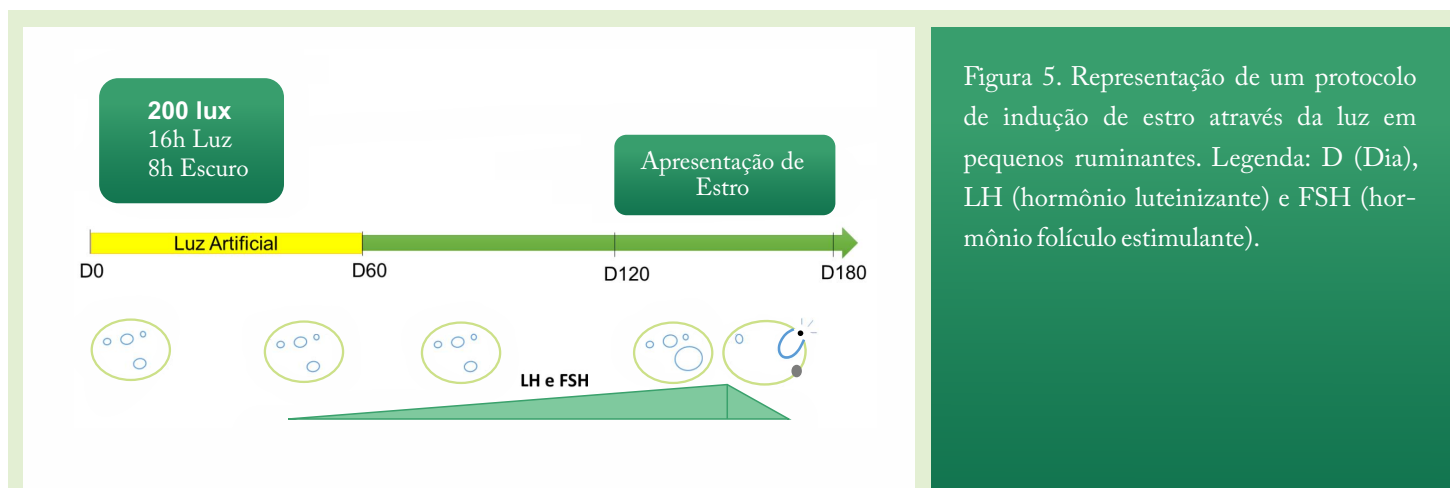 200 lux
16h Luz
8h Escuro
Apresentação de
Estro
Luz Artificial
D0
D60
D120
D180
LH e FSH
Figura 5. Representação de um protocolo
de indução de estro através da luz em
pequenos ruminantes. Legenda: D (Dia),
LH (hormônio luteinizante) e FSH (hor-
mônio folículo estimulante).